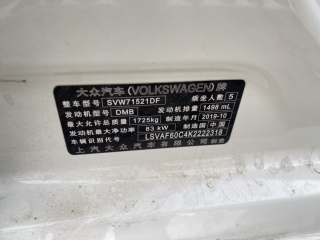 大众汽车(VOLKSWAGEN)牌 乘坐人数 5
整车型号 SVW71521DF 发动机排量 1498 mL
发动机型号 DMB 制造年月 2019-10
最大允许总质量 1725kg 制造国 中国
发动机最大净功率 83 kW
车辆识别代号 LSVAF60C4K2222318
上汽大众汽车有限公司 制造